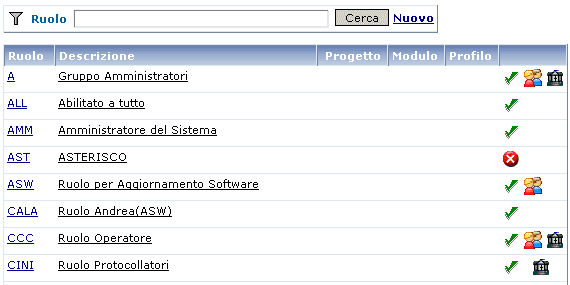 Ruolo Cerca Nuovo
Ruolo Descrizione Progetto Modulo Profilo
A Gruppo Amministratori
ALL Abilitato a tutto
AMM Amministratore del Sistema
AST ASTERISCO
ASW Ruolo per Aggiornamento Software
CALA Ruolo Andrea(ASW)
CCC Ruolo Operatore
CINI Ruolo Protocollatori